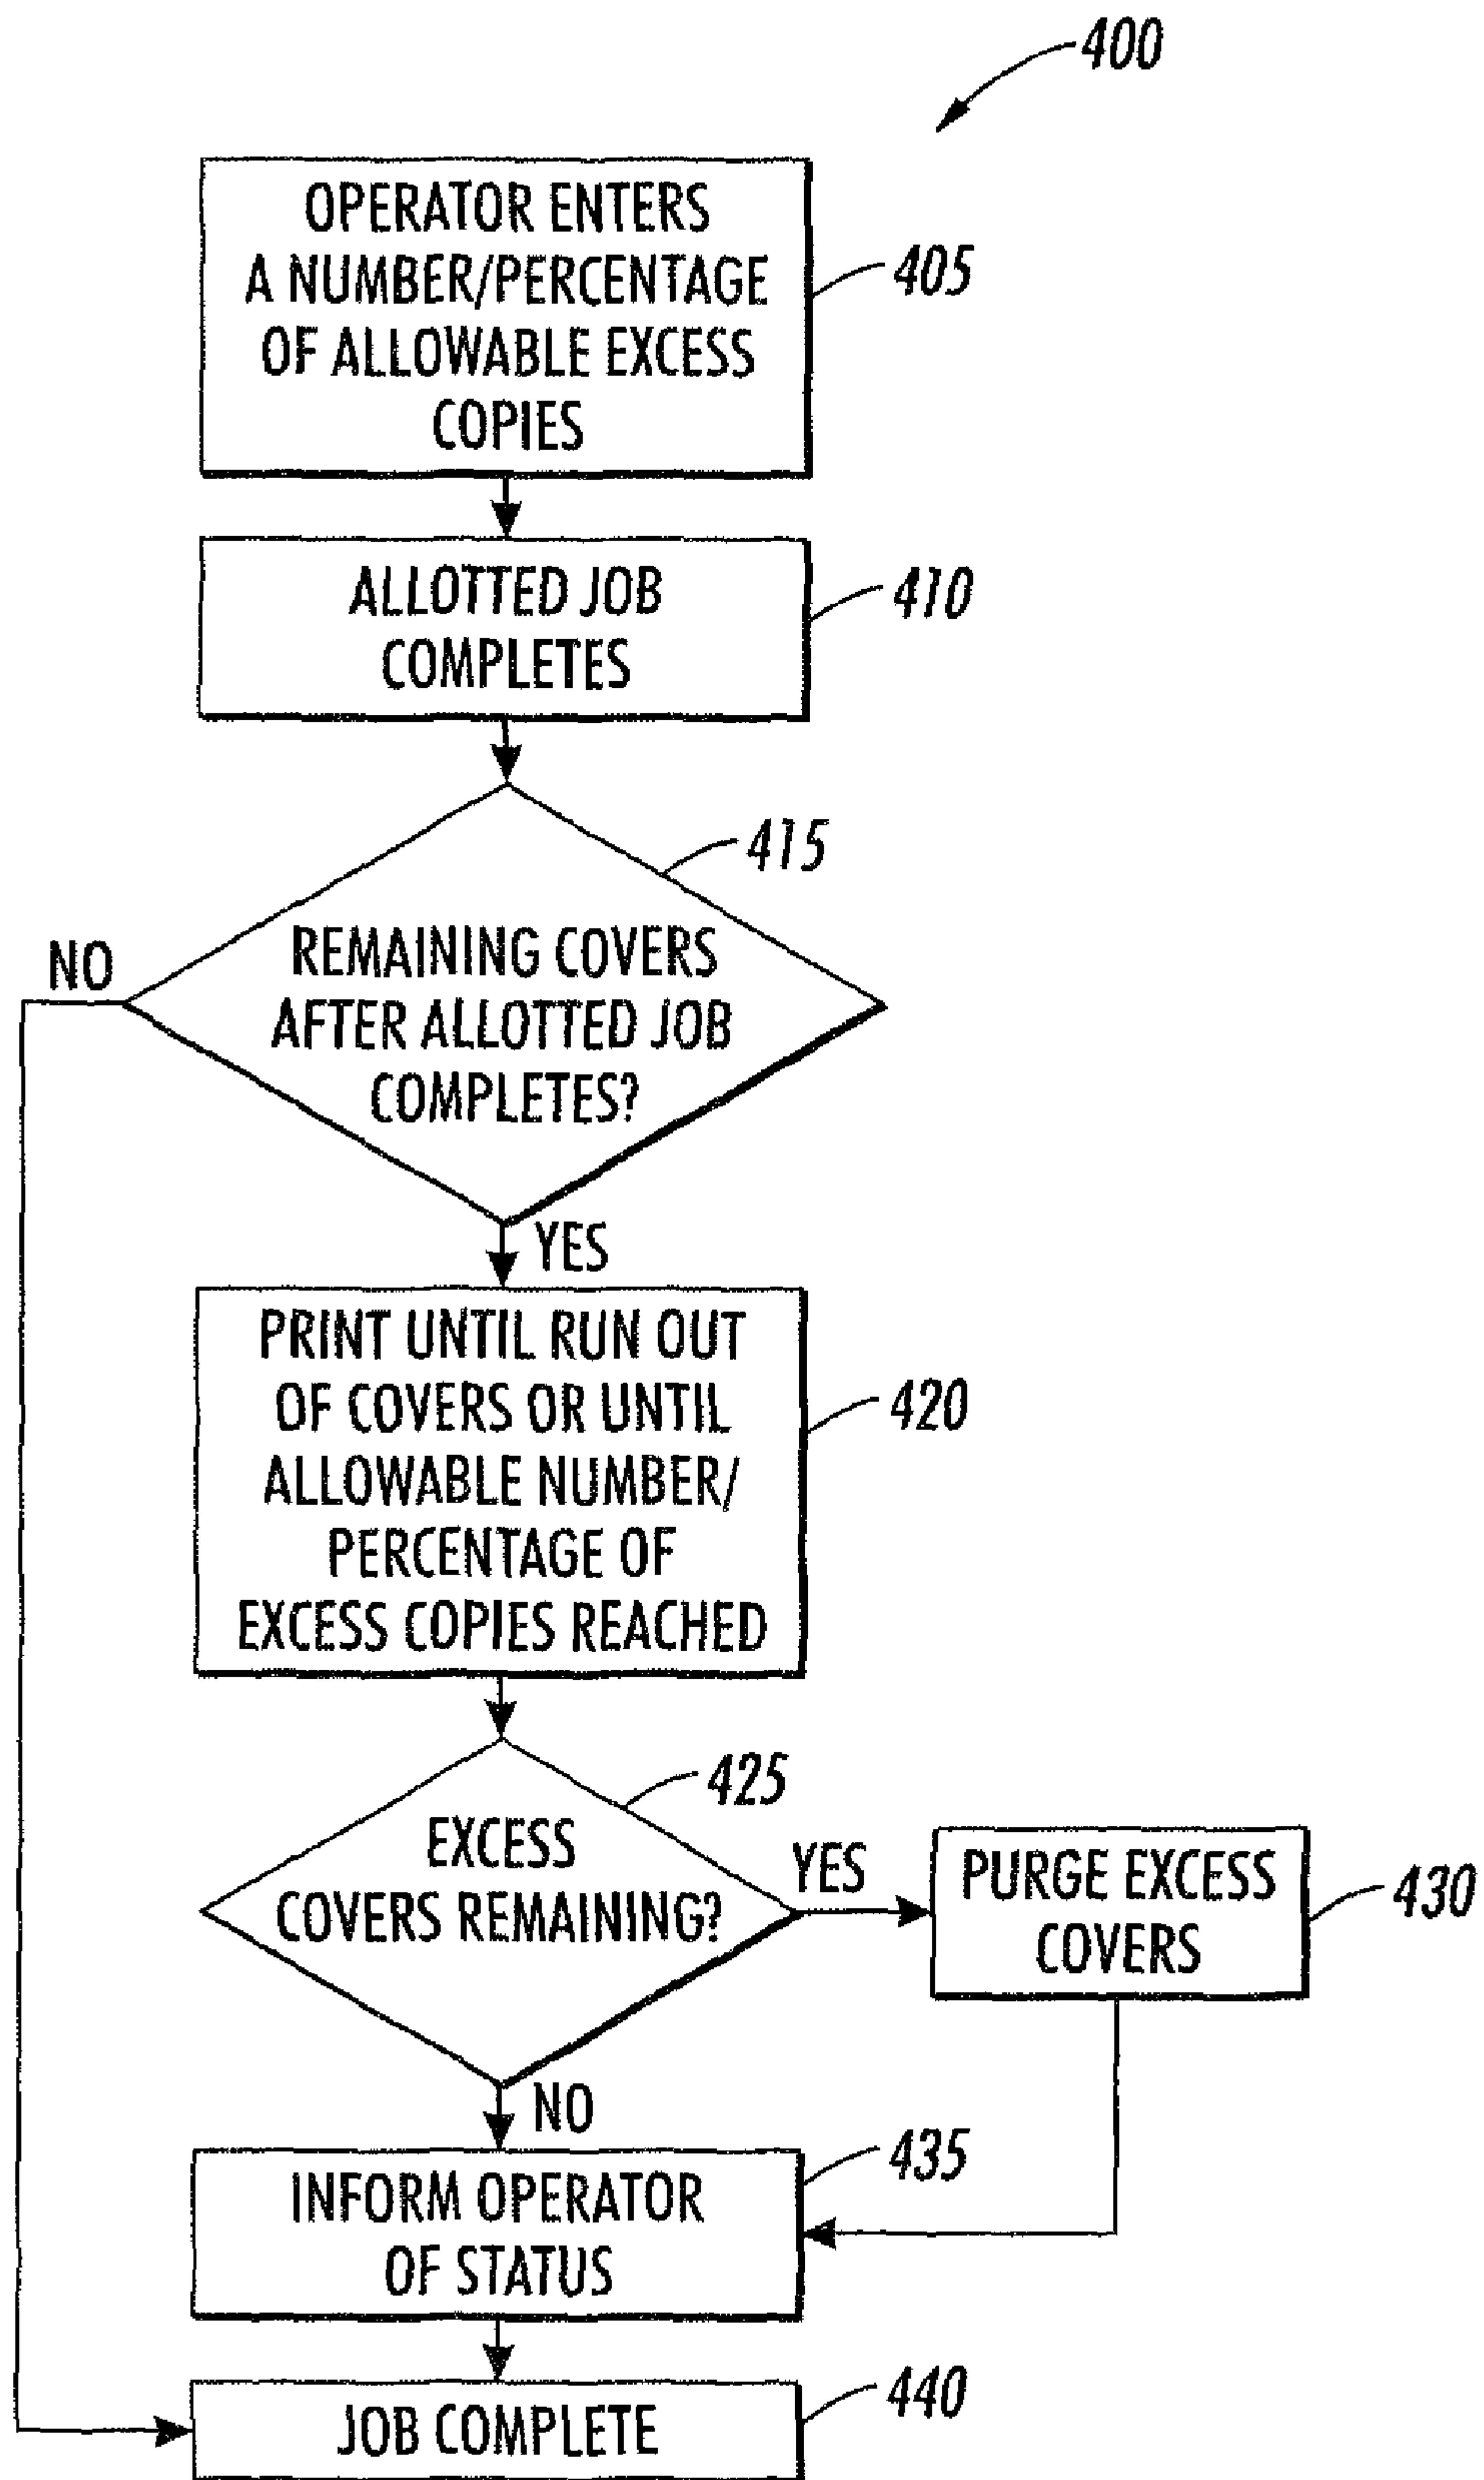 400
OPERATOR ENTERS
A NUMBER/PERCENTAGE
OF ALLOWABLE EXCESS
COPIES
405
ALLOTTED JOB
COMPLETES
410
415
NO
REMAINING COVERS
AFTER ALLOTTED JOB
COMPLETES?
YES
PRINT UNTIL RUN OUT
OF COVERS OR UNTIL
ALLOWABLE NUMBER/
PERCENTAGE OF
EXCESS COPIES REACHED
420
425
EXCESS
COVERS REMAINING?
YES
PURGE EXCESS
COVERS
430
NO
INFORM OPERATOR
OF STATUS
435
JOB COMPLETE
440